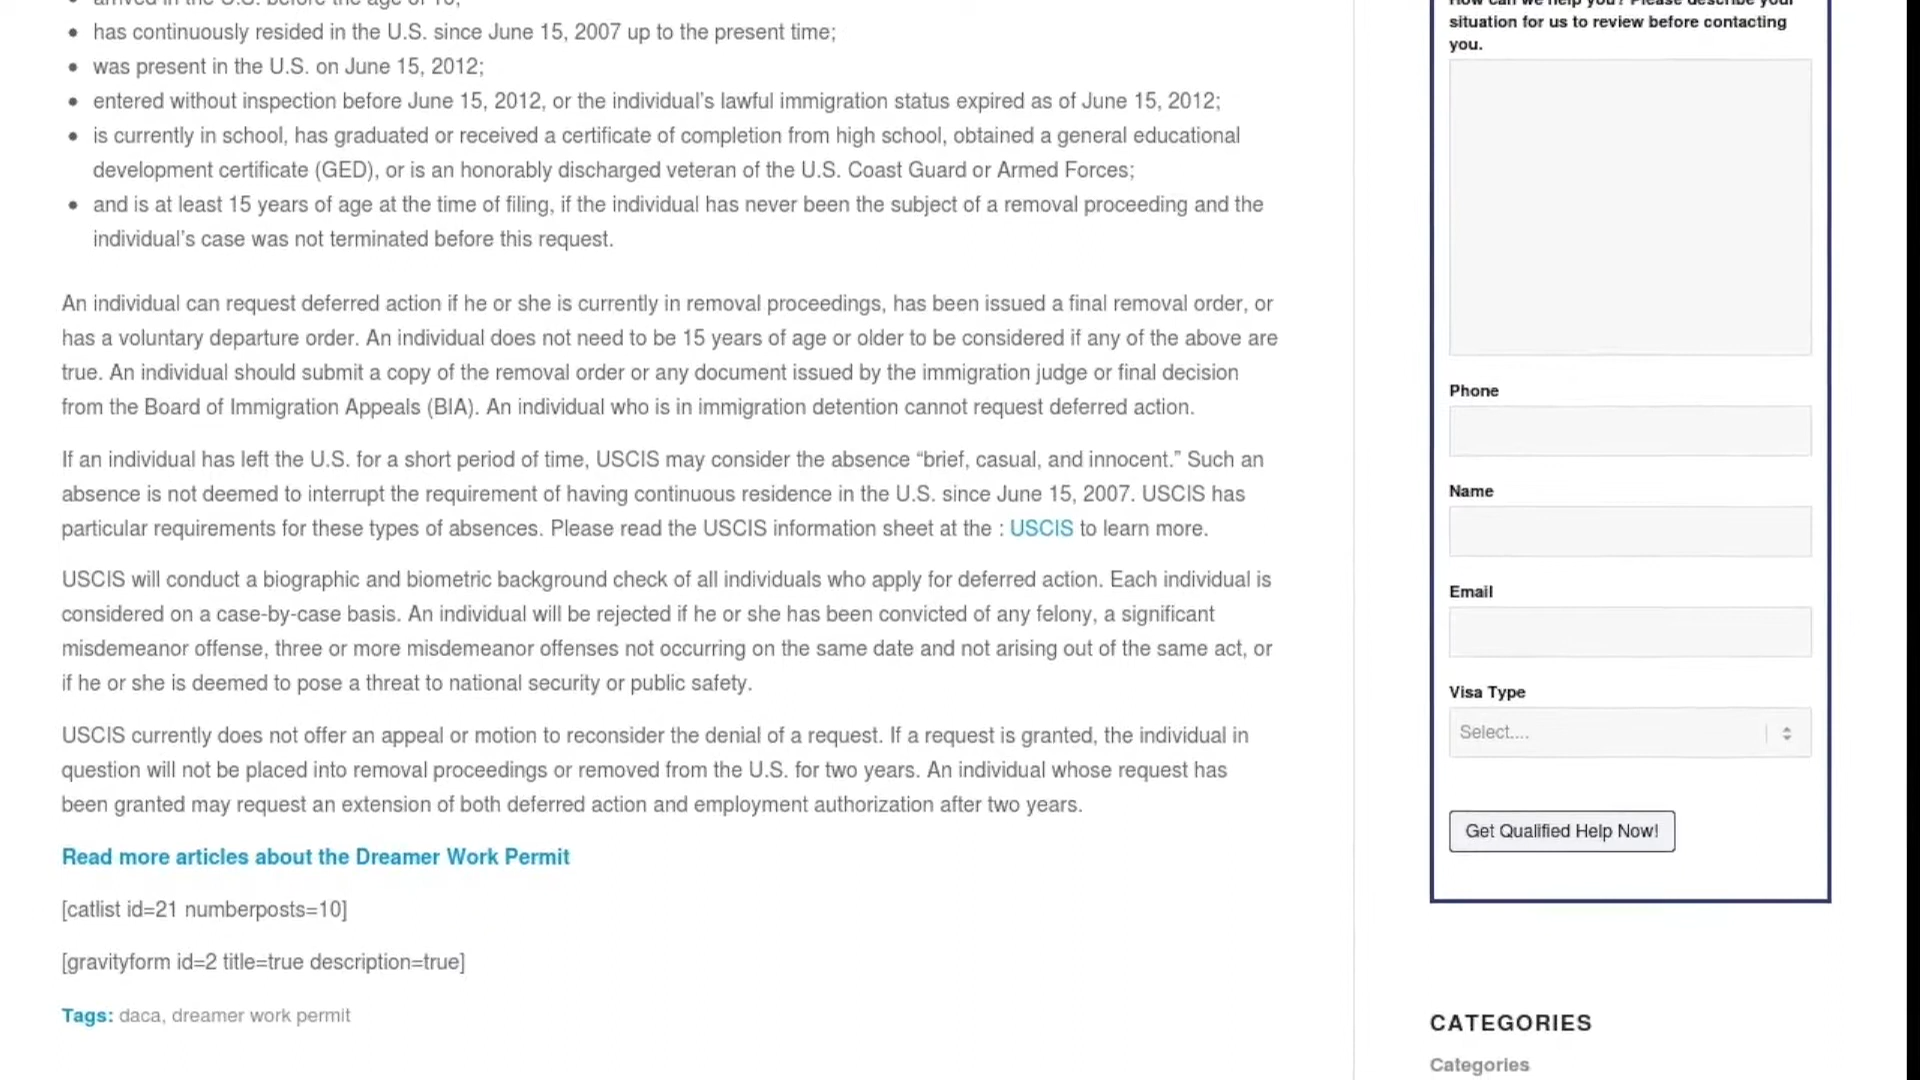 arrived in the U.S. before the age of 16;
has continuously resided in the U.S. since June 15, 2007 up to the present time;
was present in the U.S. on June 15, 2012;
entered without inspection before June 15, 2012, or the individual’s lawful immigration status expired as of June 15, 2012;
is currently in school, has graduated or received a certificate of completion from high school, obtained a general educational
development certificate (GED), or is an honorably discharged veteran of the U.S. Coast Guard or Armed Forces;
and is at least 15 years of age at the time of filing, if the individual has never been the subject of a removal proceeding and the
individual’s case was not terminated before this request.
An individual can request deferred action if he or she is currently in removal proceedings, has been issued a final removal order, or
has a voluntary departure order. An individual does not need to be 15 years of age or older to be considered if any of the above are
true. An individual should submit a copy of the removal order or any document issued by the immigration judge or final decision
from the Board of Immigration Appeals (BIA). An individual who is in immigration detention cannot request deferred action.
If an individual has left the U.S. for a short period of time, USCIS may consider the absence “brief, casual, and innocent.” Such an
absence is not deemed to interrupt the requirement of having continuous residence in the U.S. since June 15, 2007. USCIS has
particular requirements for these types of absences. Please read the USCIS information sheet at the : USCIS to learn more.
USCIS will conduct a biographic and biometric background check of all individuals who apply for deferred action. Each individual is
considered on a case-by-case basis. An individual will be rejected if he or she has been convicted of any felony, a significant
misdemeanor offense, three or more misdemeanor offenses not occurring on the same date and not arising out of the same act, or
if he or she is deemed to pose a threat to national security or public safety.
USCIS currently does not offer an appeal or motion to reconsider the denial of a request. If a request is granted, the individual in
question will not be placed into removal proceedings or removed from the U.S. for two years. An individual whose request has
been granted may request an extension of both deferred action and employment authorization after two years.
Read more articles about the Dreamer Work Permit
[catlist id=21 numberposts=10]
[gravityform id=2 title=true description=true]
Tags: daca, dreamer work permit
How can we help you? Please describe your
situation for us to review before contacting
you.
Phone
Name
Email
Visa Type
Select....
Get Qualified Help Now!
CATEGORIES
Categories